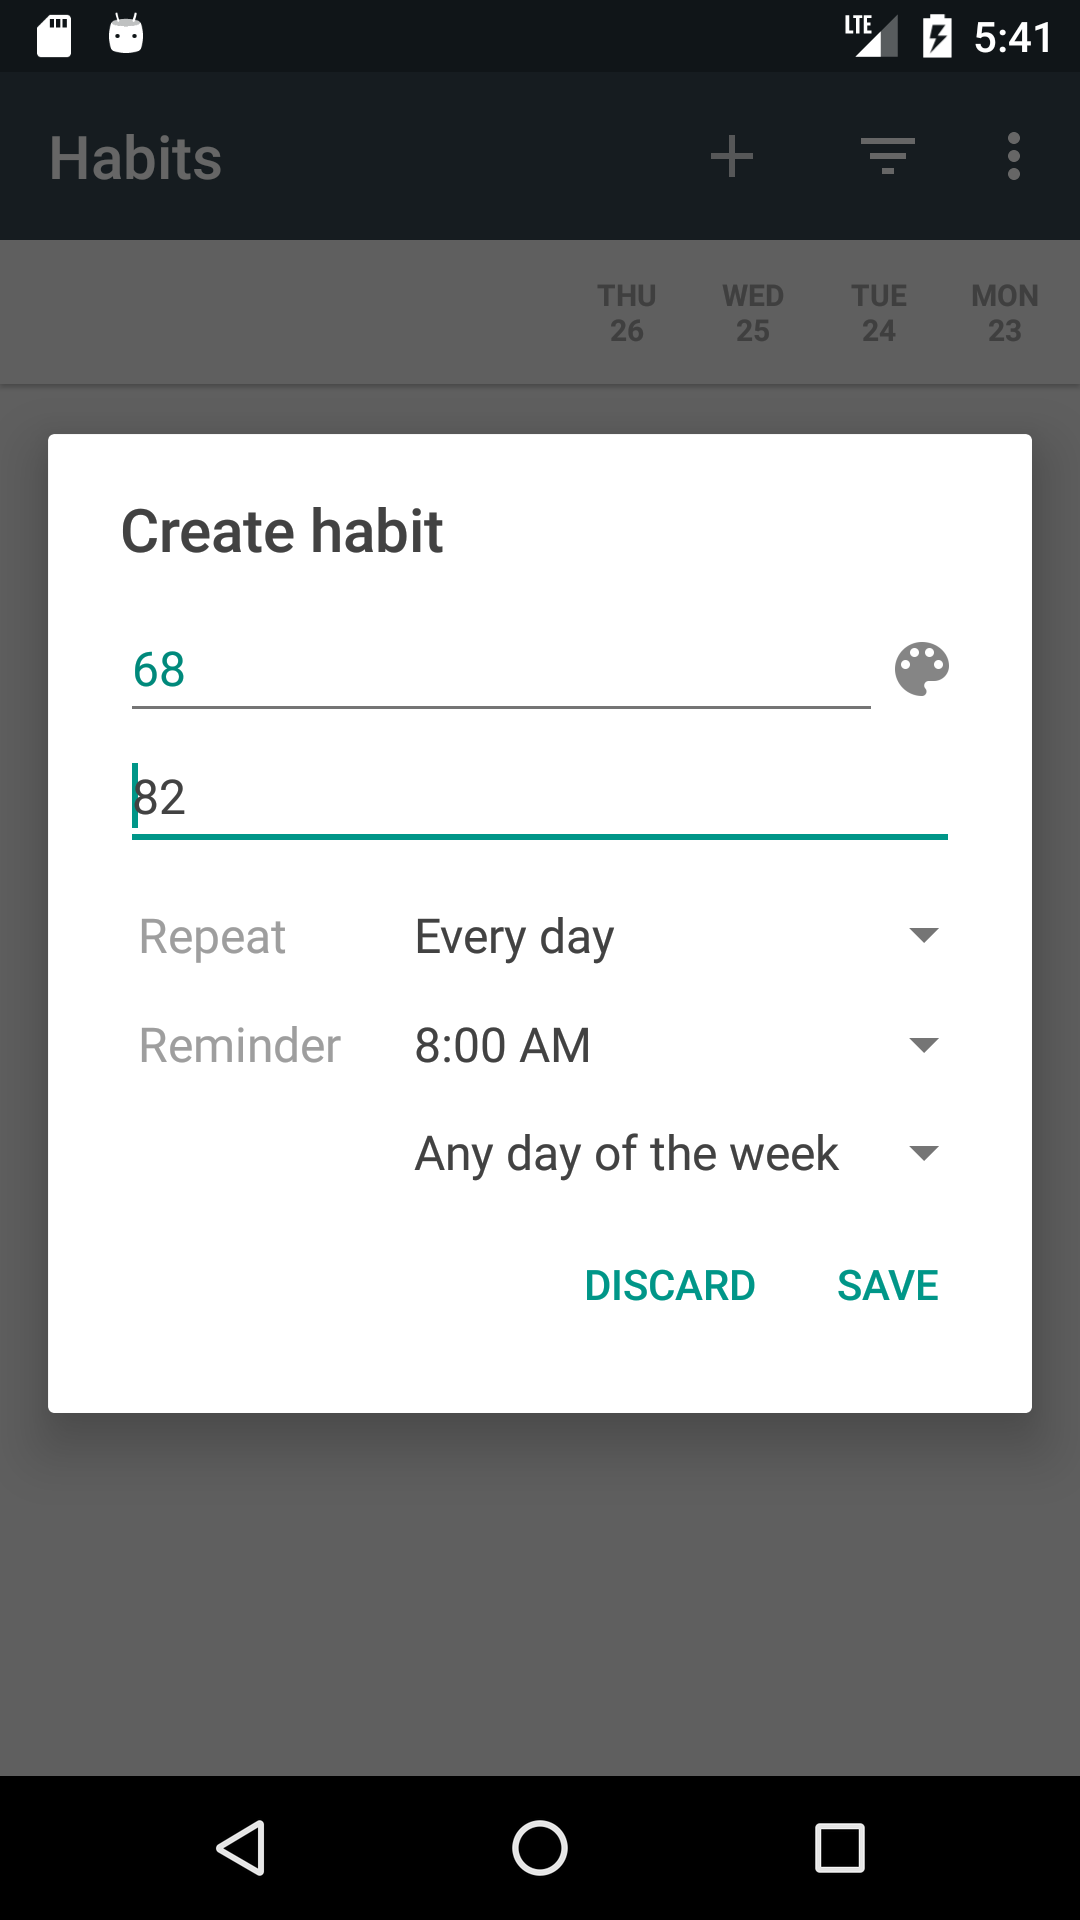 LTE 5:41
Habits
THU WED TUE MON
26 25 24 23
Create habit
68
82
Repeat Every day
Reminder 8:00 AM
Any day of the week
DISCARD SAVE